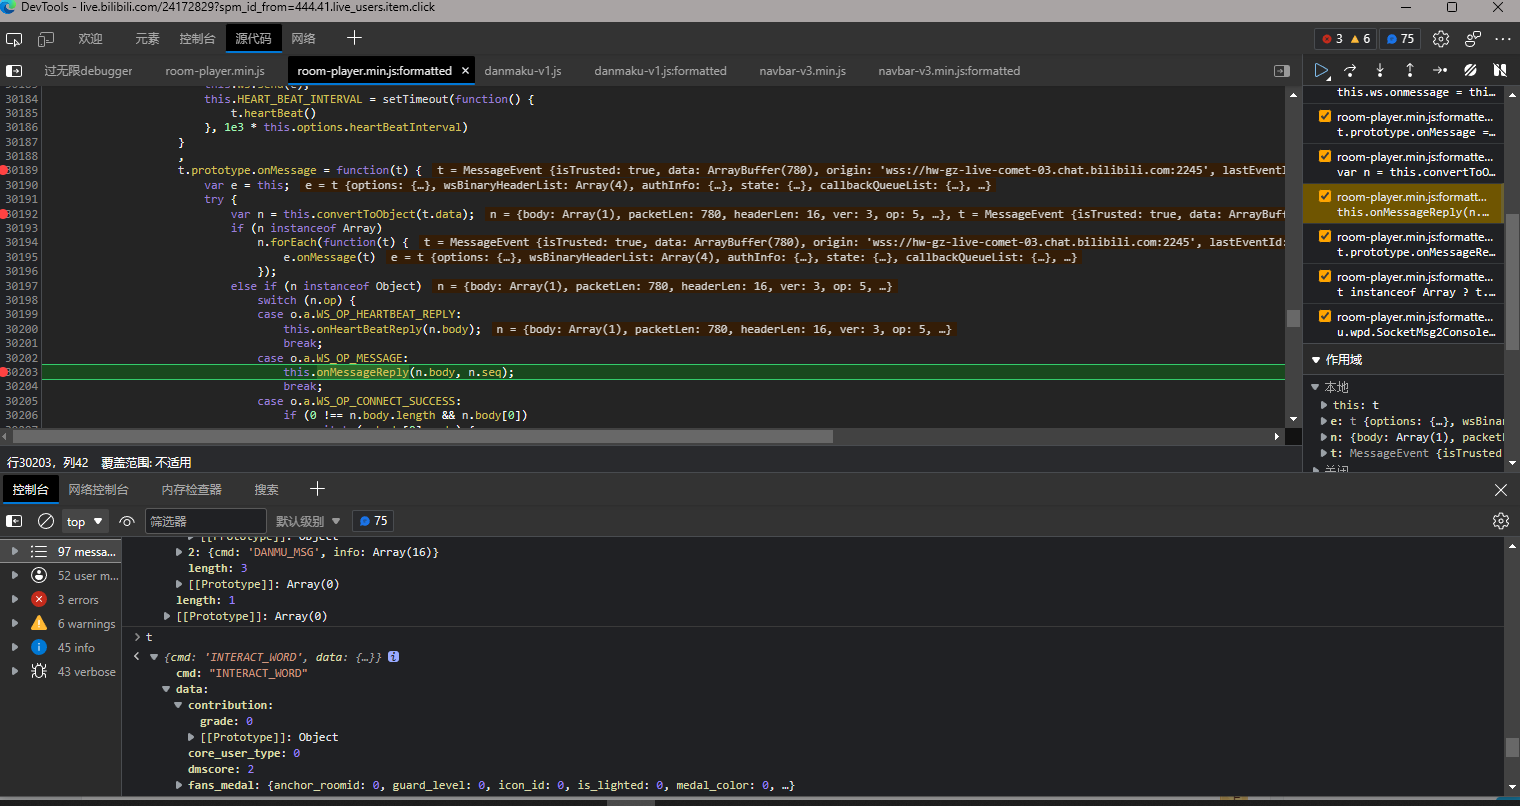 DevTools - live.bilibili.com/24172829?spm_id_from=444.41.live_users.item.click
欢迎 元素 控制台 源代码 网络 3 6 75
过无限debugger room-player.min.js room-player.min.js:formatted × danmaku-v1.js danmaku-v1.js:formatted navbar-v3.min.js navbar-v3.min.js:formatted
30184 this.HEART_BEAT_INTERVAL = setTimeout(function() {
30185 t.heartBeat()
30186 }, 1e3 * this.options.heartBeatInterval)
30187 }
30188 ,
30189 t.prototype.onMessage = function(t) { t = MessageEvent {isTrusted: true, data: ArrayBuffer(780), origin: 'wss://hw-gz-live-comet-03.chat.bilibili.com:2245', lastEventI
30190 var e = this; e = t {options: {…}, wsBinaryHeaderList: Array(4), authInfo: {…}, state: {…}, callbackQueueList: {…}, …}
30191 try {
30192 var n = this.convertToObject(t.data); n = {body: Array(1), packetLen: 780, headerLen: 16, ver: 3, op: 5, …}, t = MessageEvent {isTrusted: true, data: ArrayBuff
30193 if (n instanceof Array)
30194 n.forEach(function(t) { t = MessageEvent {isTrusted: true, data: ArrayBuffer(780), origin: 'wss://hw-gz-live-comet-03.chat.bilibili.com:2245', lastEventId:
30195 e.onMessage(t) e = t {options: {…}, wsBinaryHeaderList: Array(4), authInfo: {…}, state: {…}, callbackQueueList: {…}, …}
30196 });
30197 else if (n instanceof Object) n = {body: Array(1), packetLen: 780, headerLen: 16, ver: 3, op: 5, …}
30198 switch (n.op) {
30199 case o.a.WS_OP_HEARTBEAT_REPLY:
30200 this.onHeartBeatReply(n.body); n = {body: Array(1), packetLen: 780, headerLen: 16, ver: 3, op: 5, …}
30201 break;
30202 case o.a.WS_OP_MESSAGE:
30203 this.onMessageReply(n.body, n.seq);
30204 break;
30205 case o.a.WS_OP_CONNECT_SUCCESS:
30206 if (0 !== n.body.length && n.body[0])
行30203，列42 覆盖范围: 不适用
this.ws.onmessage = thi…
room-player.min.js:formatte...
t.prototype.onMessage =…
room-player.min.js:formatte...
var n = this.convertToO…
room-player.min.js:formatt...
this.onMessageReply(n.…
room-player.min.js:formatte...
t.prototype.onMessageRe…
room-player.min.js:formatte...
t instanceof Array ? t.…
room-player.min.js:formatte...
u.wpd.SocketMsg2Console…
作用域
本地
this: t
e: t {options: {…}, wsBina
n: {body: Array(1), packetL
t: MessageEvent {isTrusted
控制台 网络控制台 内存检查器 搜索
top 筛选器 默认级别 75
97 messa...
52 user m...
3 errors
6 warnings
45 info
43 verbose
[[Prototype]]: Object
2: {cmd: 'DANMU_MSG', info: Array(16)}
length: 3
[[Prototype]]: Array(0)
length: 1
[[Prototype]]: Array(0)
t
{cmd: 'INTERACT_WORD', data: {…}} i
cmd: "INTERACT_WORD"
data:
contribution:
grade: 0
[[Prototype]]: Object
core_user_type: 0
dmscore: 2
fans_medal: {anchor_roomid: 0, guard_level: 0, icon_id: 0, is_lighted: 0, medal_color: 0, …}